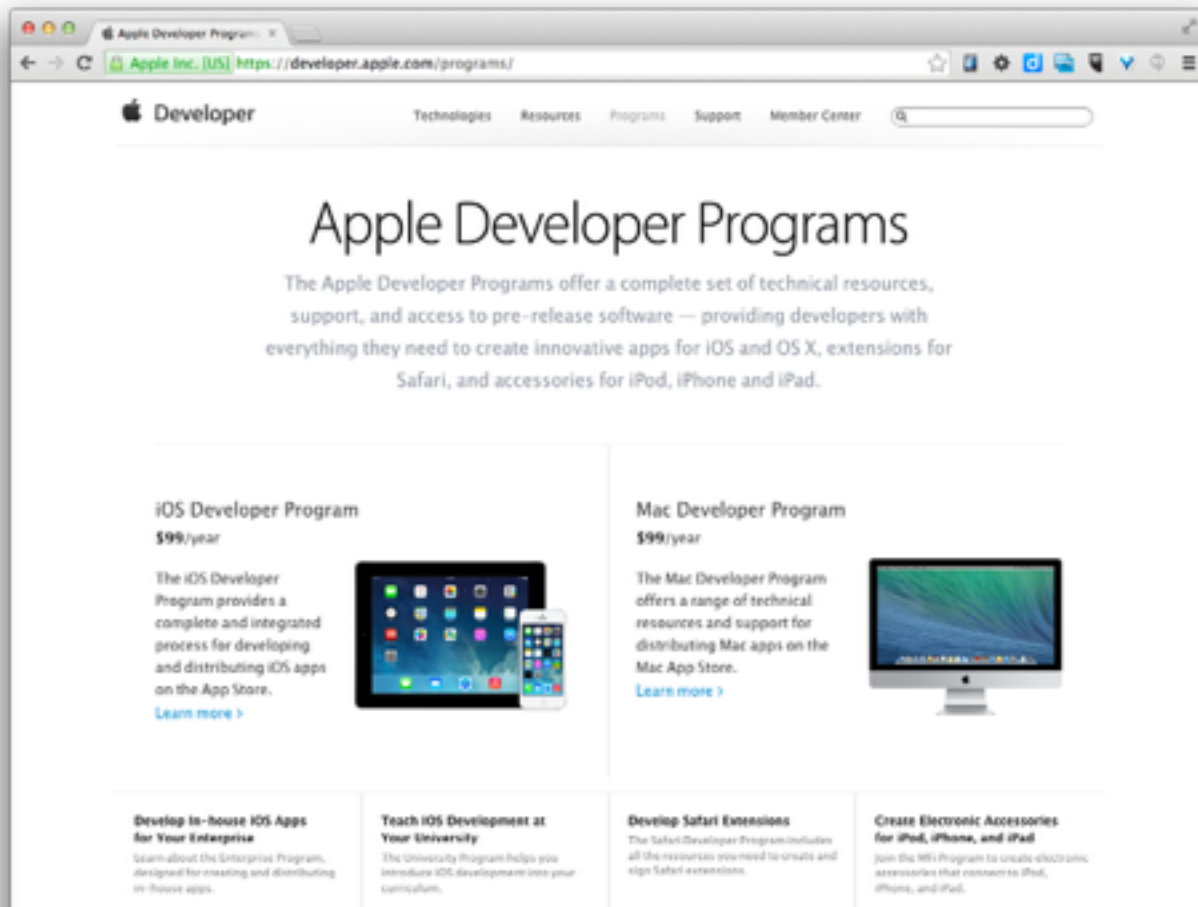 Apple Developer Program
Apple Inc. [US] https://developer.apple.com/programs/
Developer
Technologies Resources Programs Support Member Center
Apple Developer Programs
The Apple Developer Programs offer a complete set of technical resources,
support, and access to pre-release software — providing developers with
everything they need to create innovative apps for iOS and OS X, extensions for
Safari, and accessories for iPod, iPhone and iPad.
iOS Developer Program
$99/year
The iOS Developer
Program provides a
complete and integrated
process for developing
and distributing iOS apps
on the App Store.
Learn more >
Mac Developer Program
$99/year
The Mac Developer Program
offers a range of technical
resources and support for
distributing Mac apps on the
Mac App Store.
Learn more >
Develop In-house iOS Apps
for Your Enterprise
Learn about the Enterprise Program,
designed for creating and distributing
in-house apps.
Teach iOS Development at
Your University
The University Program helps you
introduce iOS development into your
curriculum.
Develop Safari Extensions
The Safari Developer Program includes
all the resources you need to create and
sign Safari extensions.
Create Electronic Accessories
for iPod, iPhone, and iPad
Join the MFi Program to create electronic
accessories that connect to iPod,
iPhone, and iPad.